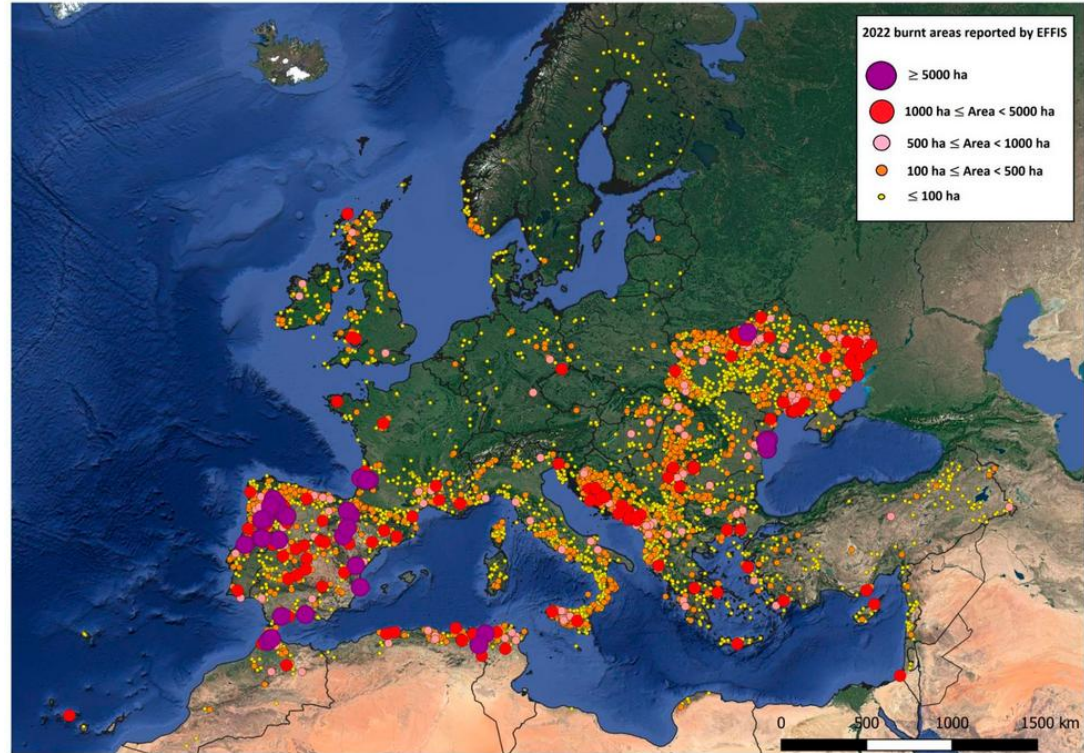 2022 burnt areas reported by EFFIS
≥ 5000 ha
1000 ha ≤ Area < 5000 ha
500 ha ≤ Area < 1000 ha
100 ha ≤ Area < 500 ha
≤ 100 ha
0 500 1000 1500 km